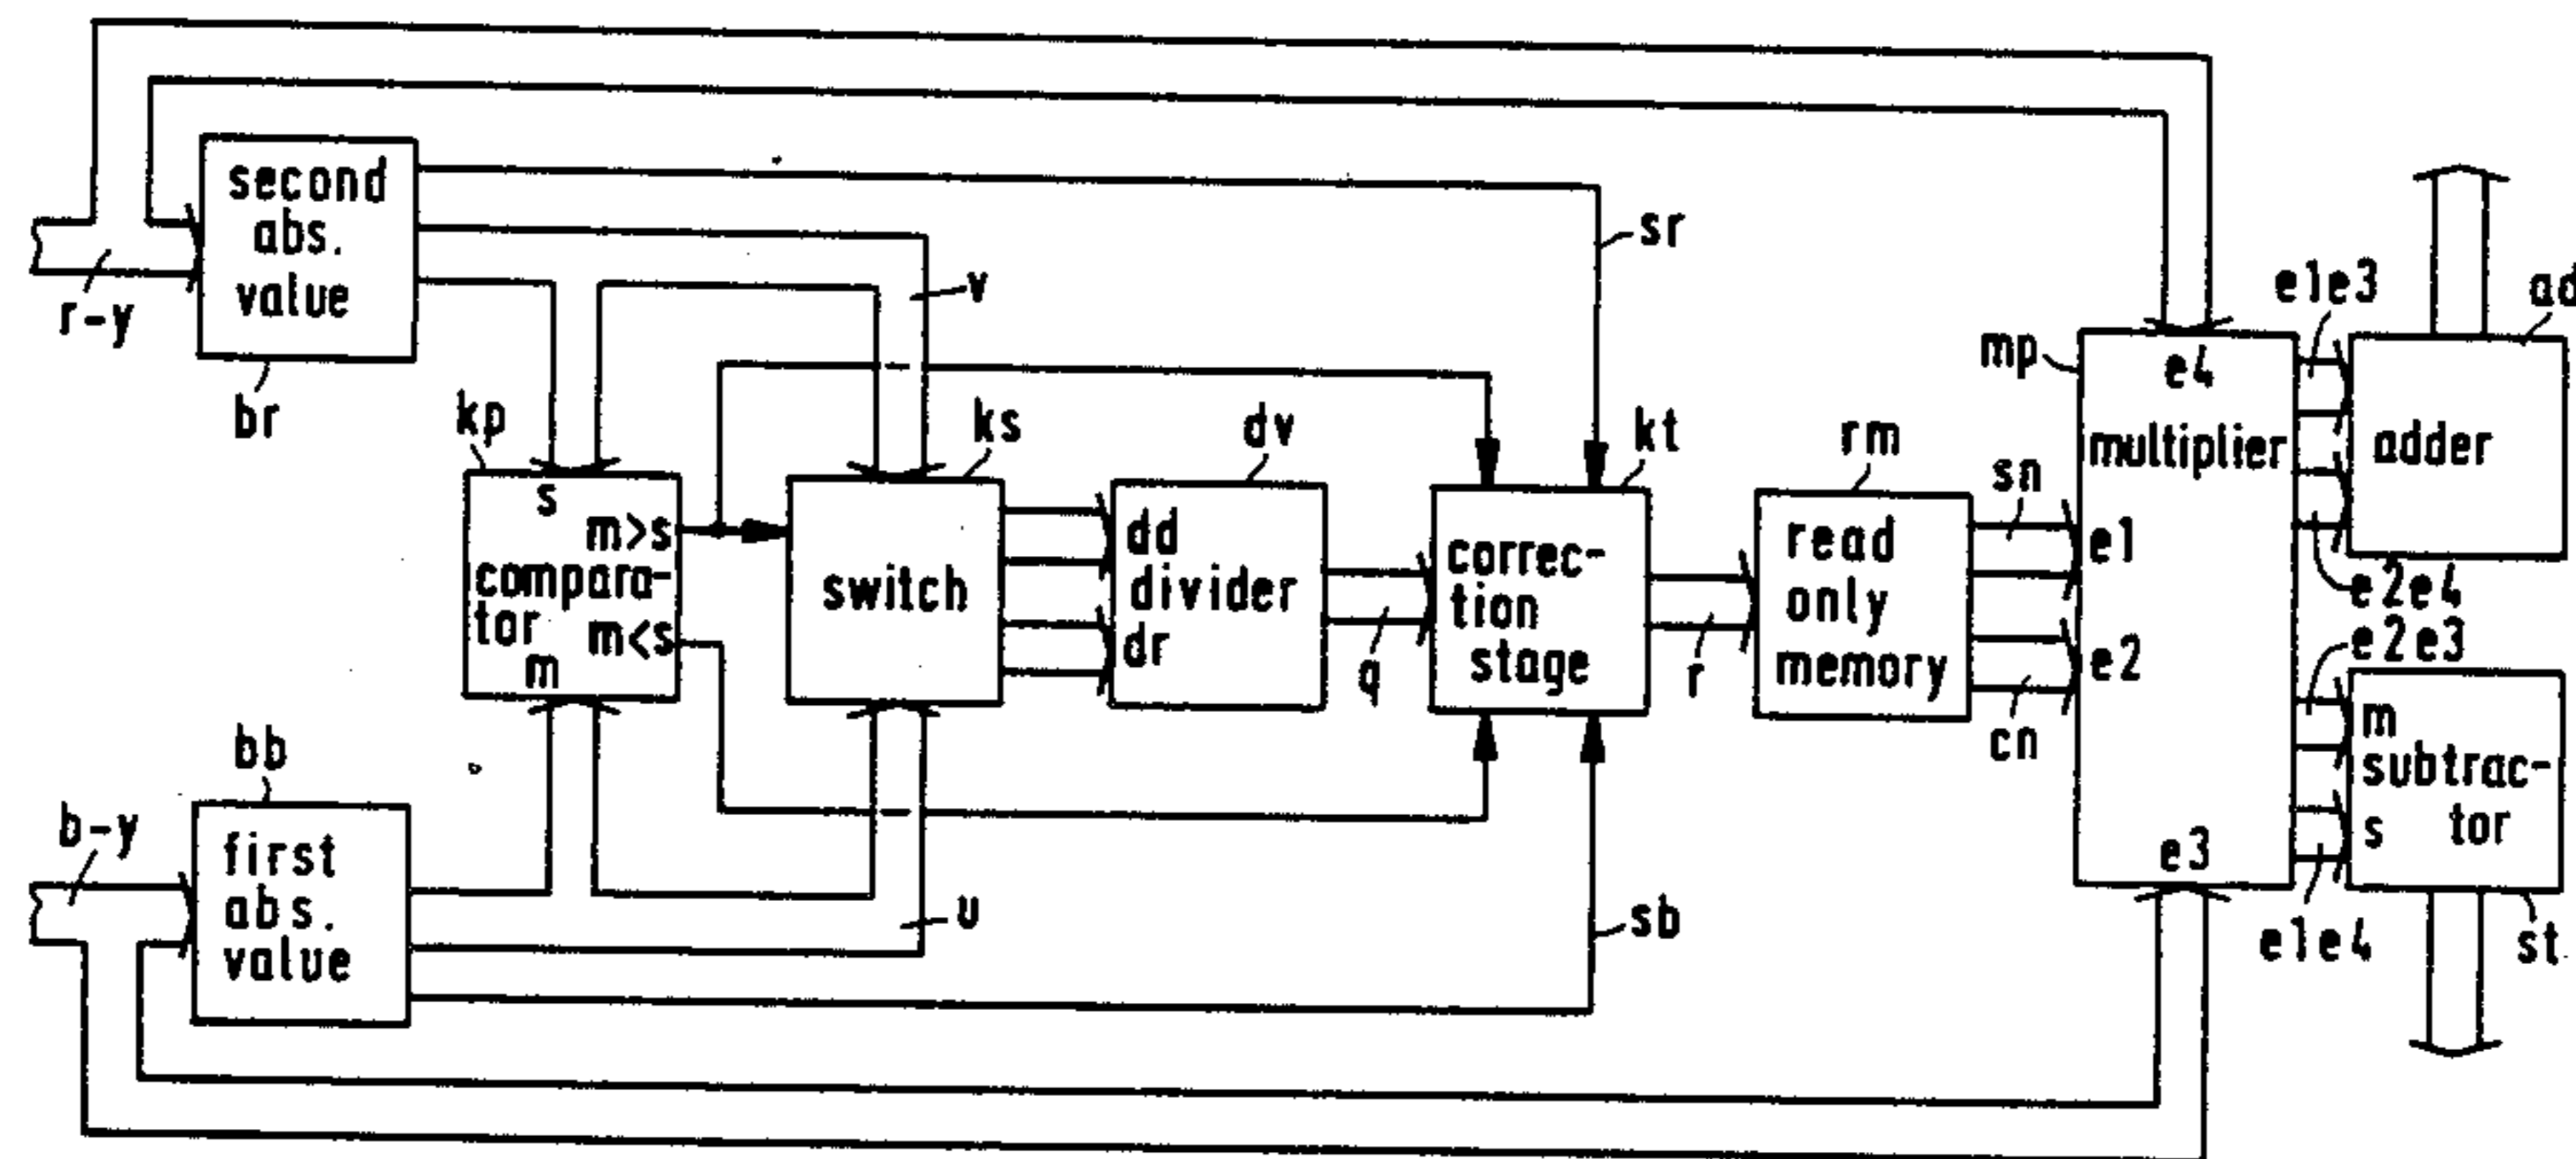 second
abs.
value
r-y
br
v
sr
kp
s
m>s
compara-
tor
m<s
m
ks
switch
dv
dd
divider
dr
q
kt
correc-
tion
stage
r
rm
read
only
memory
sn
cn
mp
e4
multiplier
e1
e2
e3
e1e3
e2e4
e2e3
e1e4
ad
adder
m
subtrac-
s tor
st
bb
b-y
first
abs.
value
u
sb